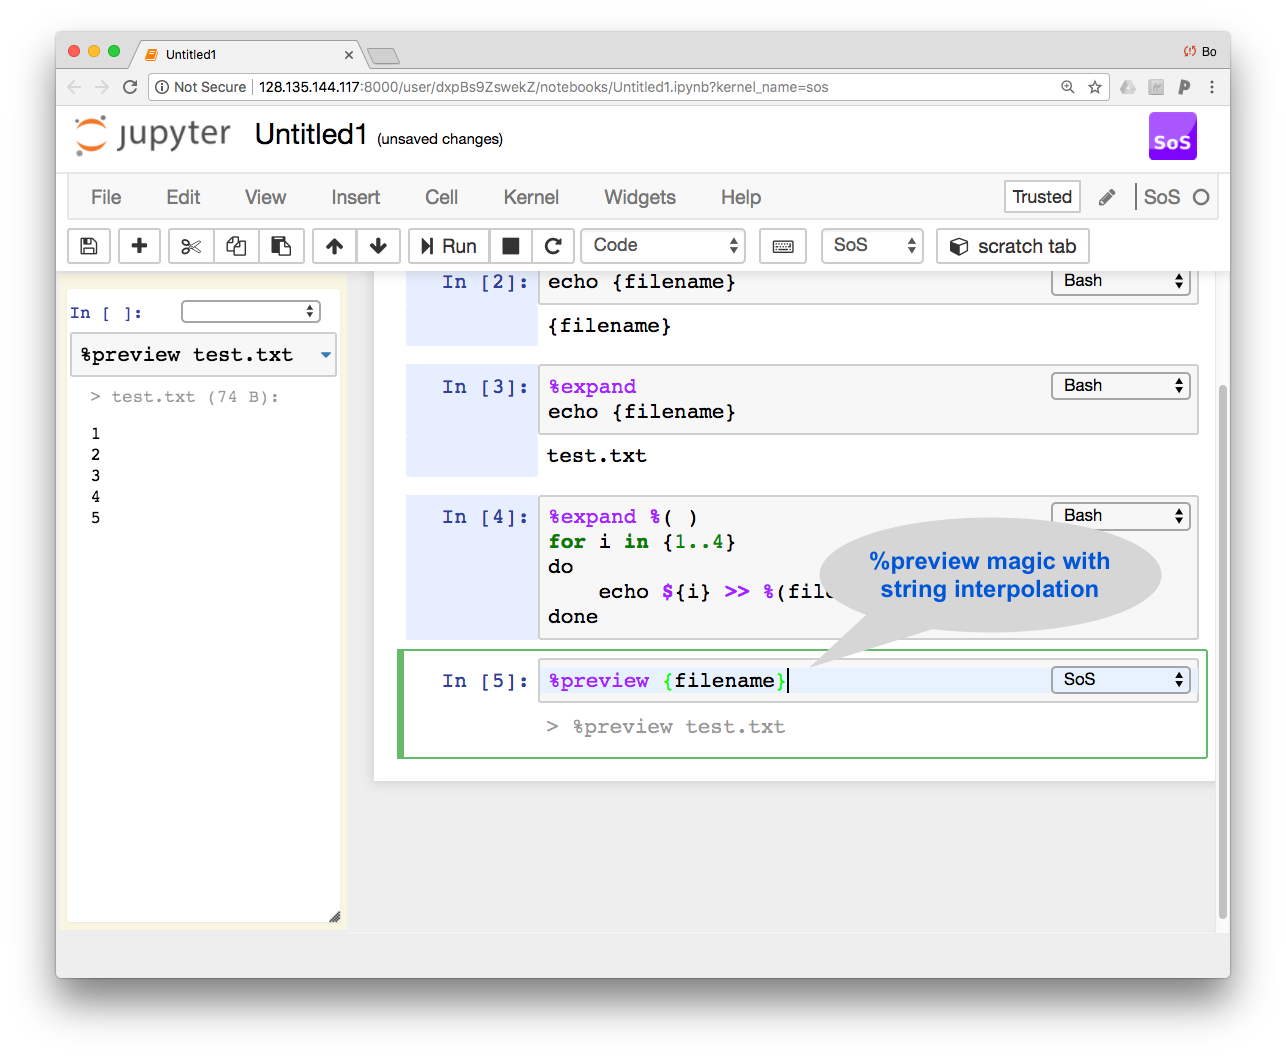 Untitled1
Bo
Not Secure 128.135.144.117:8000/user/dxpBs9ZswekZ/notebooks/Untitled1.ipynb?kernel_name=sos
jupyter Untitled1 (unsaved changes)
SoS
File Edit View Insert Cell Kernel Widgets Help Trusted SoS
Run Code SoS scratch tab
In [ ]:
%preview test.txt
> test.txt (74 B):
1
2
3
4
5
In [2]: echo {filename} Bash
{filename}
In [3]: %expand Bash
echo {filename}
test.txt
In [4]: %expand %( ) Bash
for i in {1..4}
do
echo ${i} >> %(fil
done
%preview magic with
string interpolation
In [5]: %preview {filename} SoS
> %preview test.txt